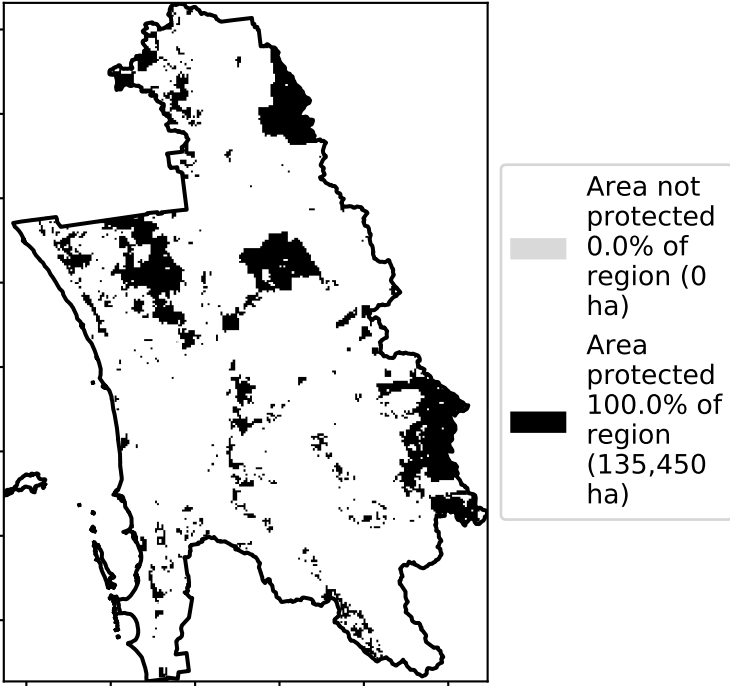 Area not
protected
0.0% of
region (0
ha)
Area
protected
100.0% of
region
(135,450
ha)